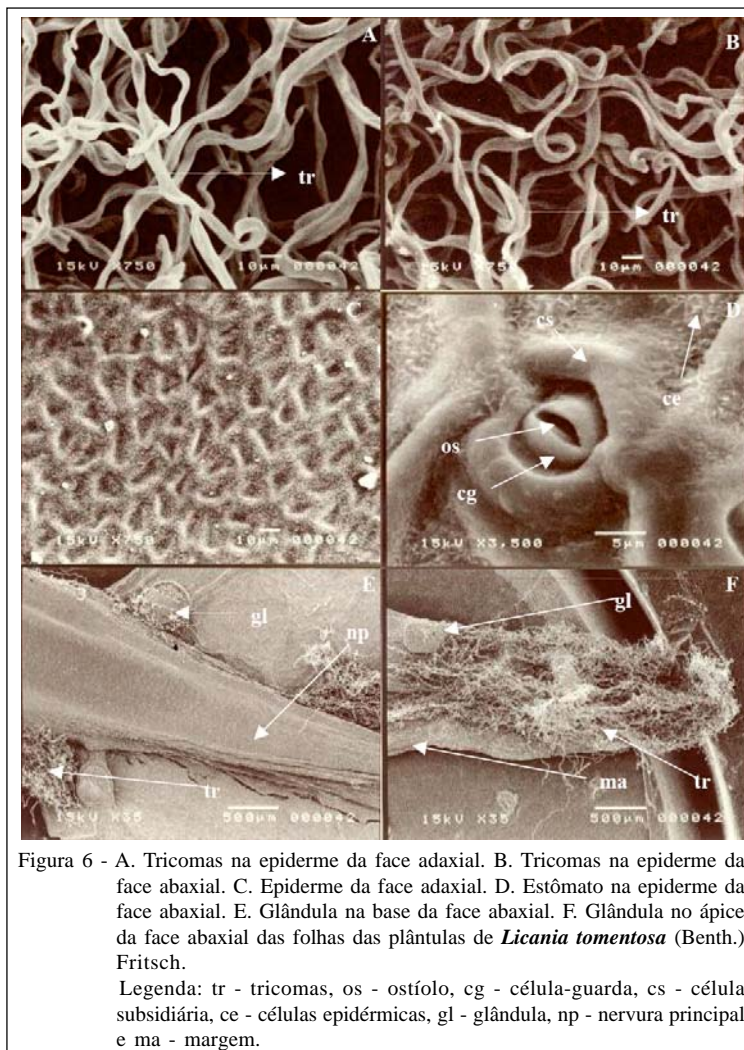 A
B
tr
tr
15kV X750 10µm 000042
15kV X750 10µm 000042
C
D
cs
ce
os
cg
15kV X750 10µm 000042
15kV X3,500 5µm 000042
E
F
gl
np
gl
tr
ma
tr
15kV X35 500µm 000042
15kV X35 500µm 000042
Figura 6 - A. Tricomas na epiderme da face adaxial. B. Tricomas na epiderme da
face abaxial. C. Epiderme da face adaxial. D. Estômato na epiderme da
face abaxial. E. Glândula na base da face abaxial. F. Glândula no ápice
da face abaxial das folhas das plântulas de Licania tomentosa (Benth.)
Fritsch.
Legenda: tr - tricomas, os - ostíolo, cg - célula-guarda, cs - célula
subsidiária, ce - células epidérmicas, gl - glândula, np - nervura principal
e ma - margem.